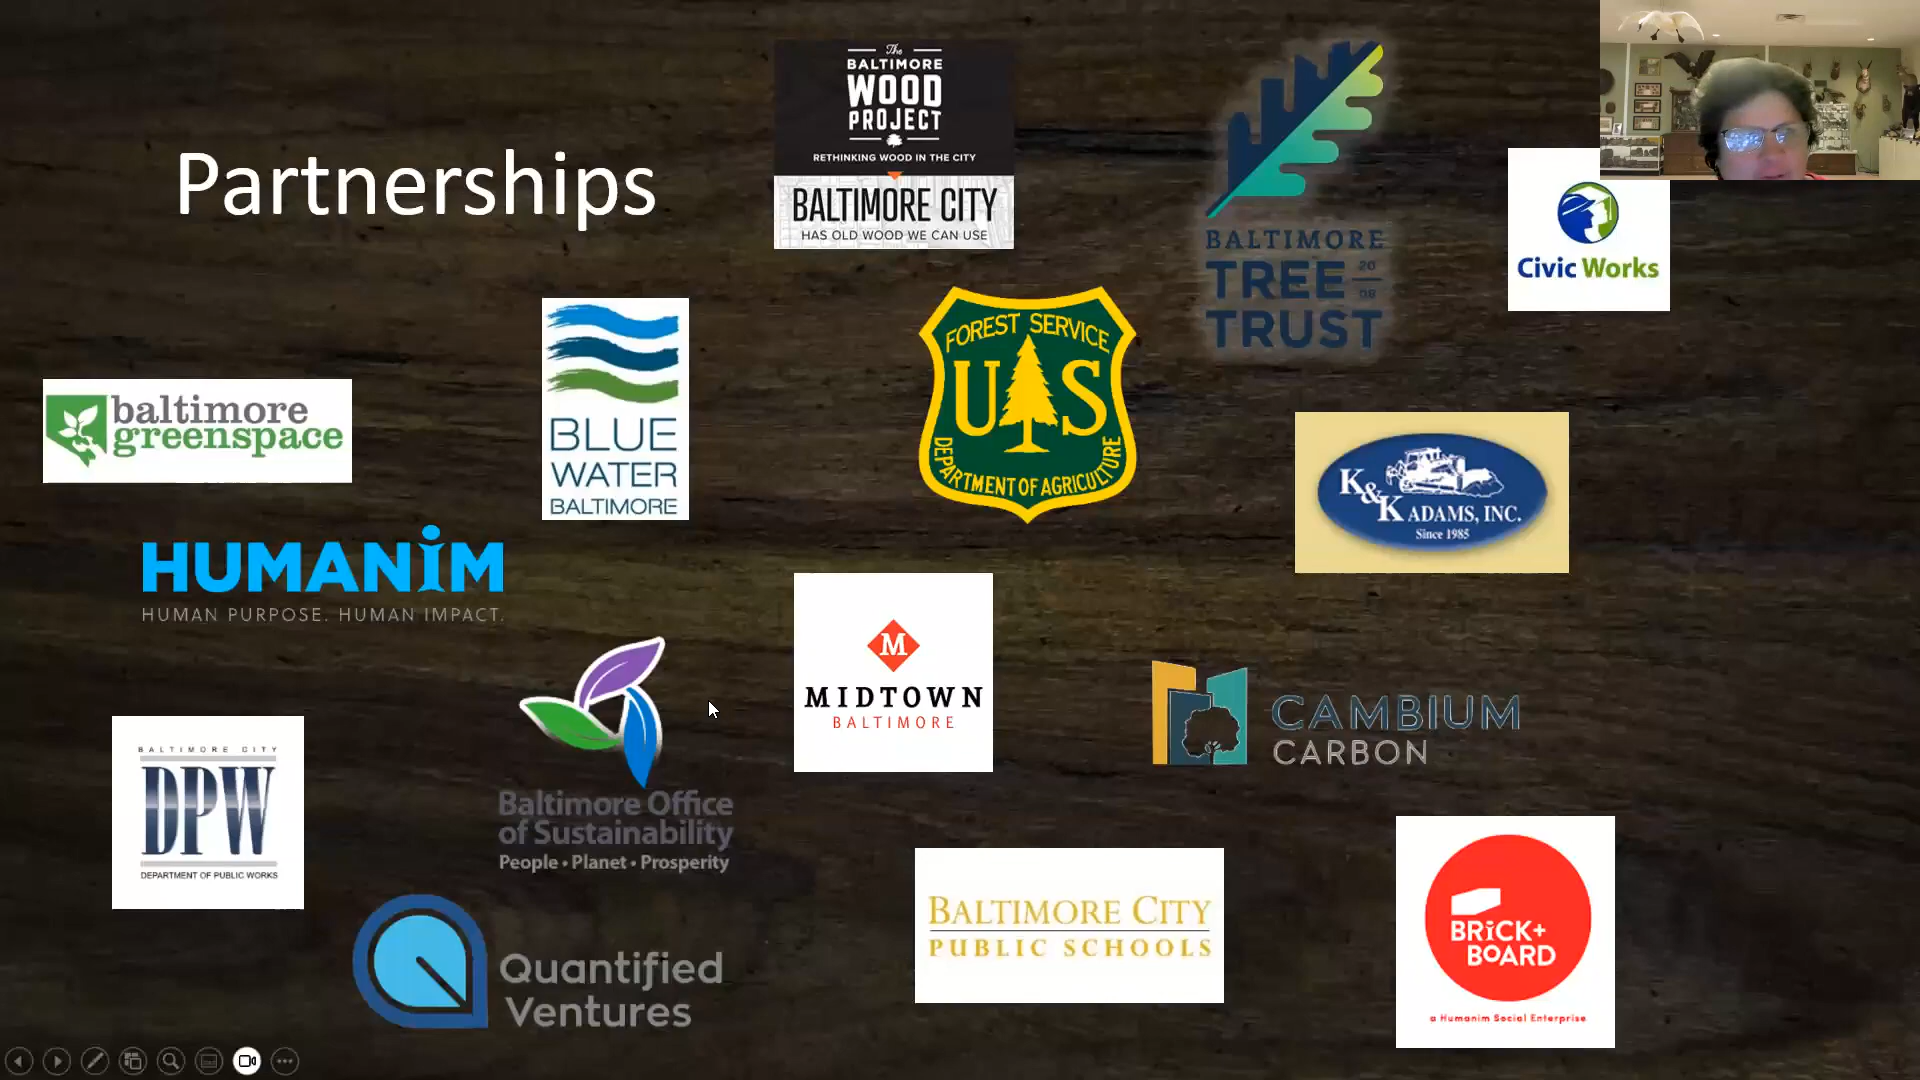 Partnerships
The
BALTIMORE
WOOD
PROJECT
RETHINKING WOOD IN THE CITY
BALTIMORE CITY
HAS OLD WOOD WE CAN USE
BALTIMORE
TREE
20
08
TRUST
Civic Works
baltimore
greenspace
BLUE
WATER
BALTIMORE
FOREST SERVICE
U S
DEPARTMENT OF AGRICULTURE
K&K ADAMS, INC.
Since 1985
HUMANiM
HUMAN PURPOSE. HUMAN IMPACT.
M
MIDTOWN
BALTIMORE
CAMBIUM
CARBON
BALTIMORE CITY
DPW
DEPARTMENT OF PUBLIC WORKS
Baltimore Office
of Sustainability
People • Planet • Prosperity
Quantified
Ventures
BALTIMORE CITY
PUBLIC SCHOOLS
BRiCK+
BOARD
a Humanim Social Enterprise